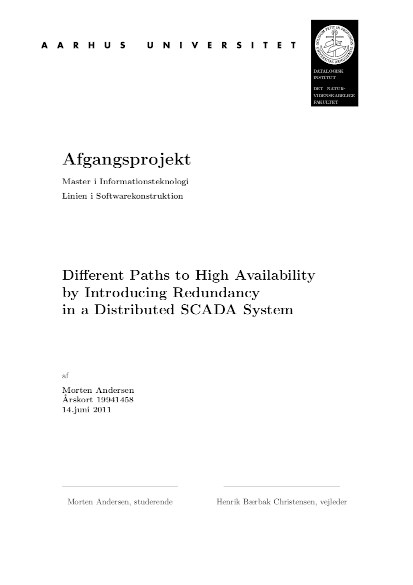 AARHUS UNIVERSITET
DATALOGISK
INSTITUT
DET NATUR-
VIDENSKABELIGE
FAKULTET
Afgangsprojekt
Master i Informationsteknologi
Linien i Softwarekonstruktion
Different Paths to High Availability
by Introducing Redundancy
in a Distributed SCADA System
af
Morten Andersen
Årskort 19941458
14.juni 2011
Morten Andersen, studerende
Henrik Bærbak Christensen, vejleder